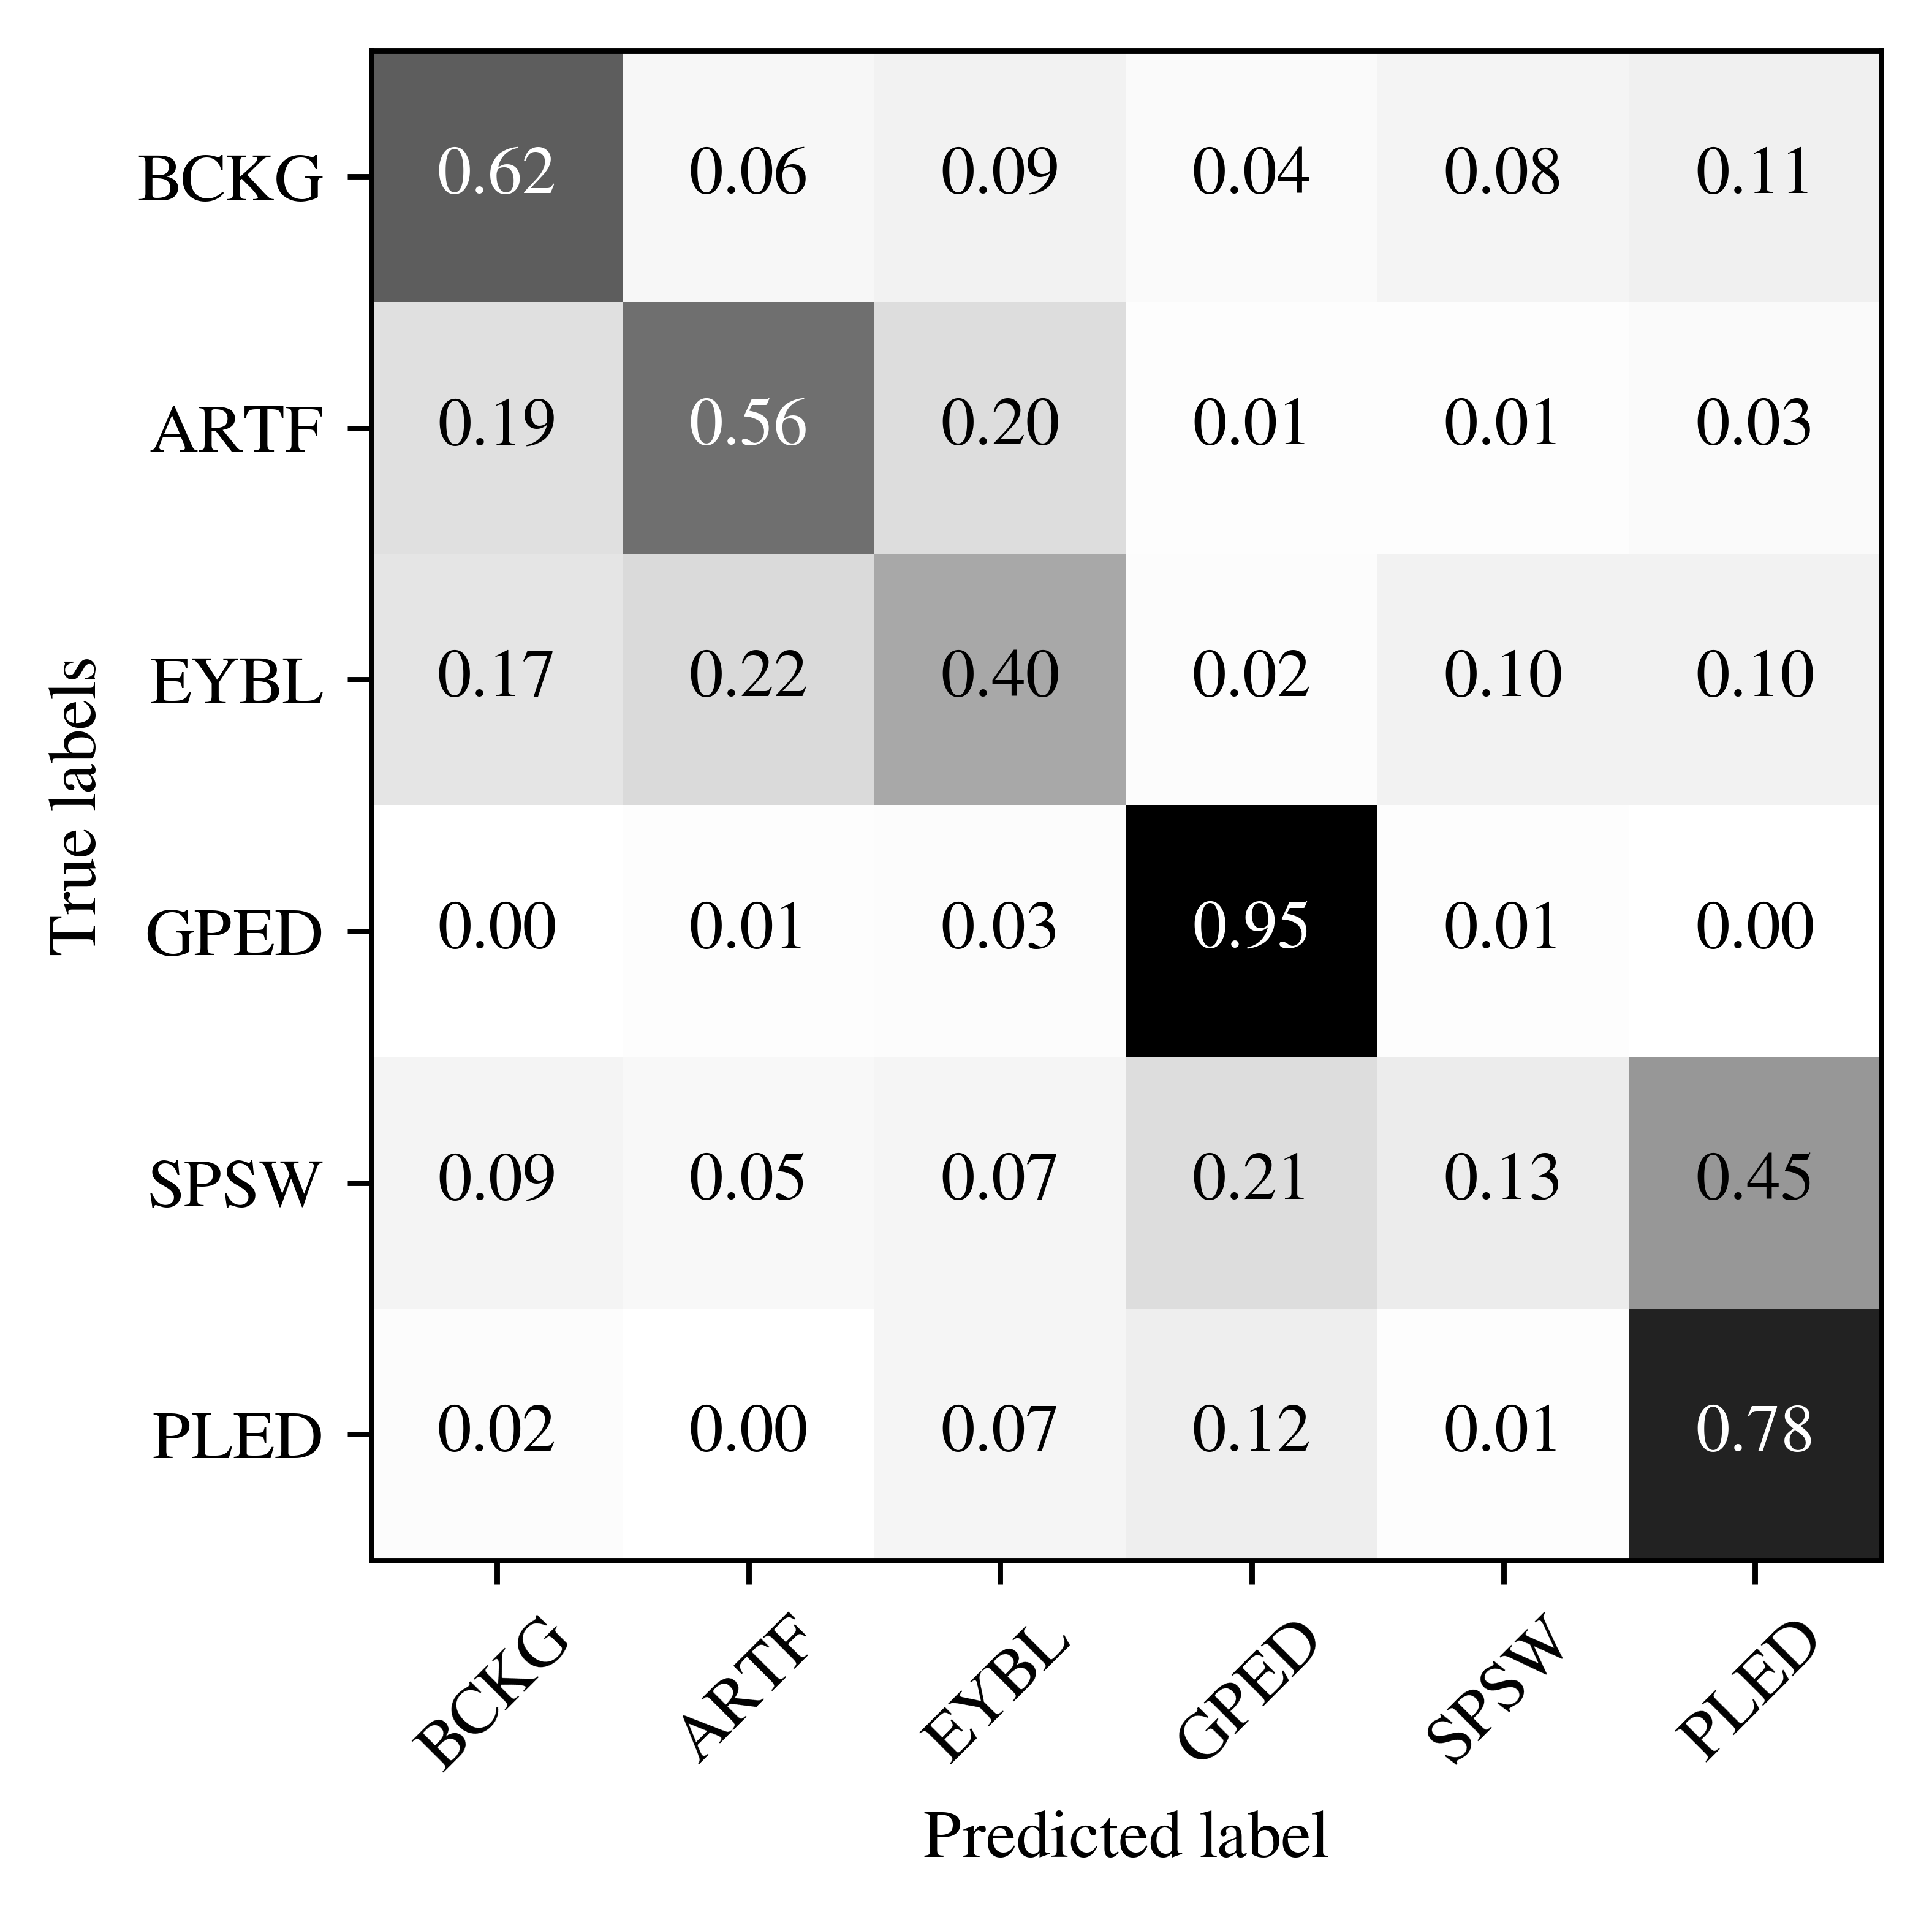 BCKG 0.62 0.06 0.09 0.04 0.08 0.11
ARTF 0.19 0.56 0.20 0.01 0.01 0.03
EYBL 0.17 0.22 0.40 0.02 0.10 0.10
GPED 0.00 0.01 0.03 0.95 0.01 0.00
SPSW 0.09 0.05 0.07 0.21 0.13 0.45
PLED 0.02 0.00 0.07 0.12 0.01 0.78
True labels
BCKG ARTF EYBL GPED SPSW PLED
Predicted label